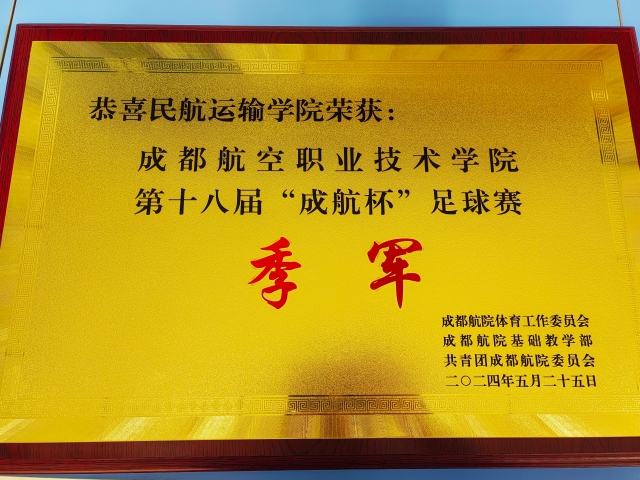 恭喜民航运输学院荣获：
成都航空职业技术学院
第十八届“成航杯”足球赛
季军
成都航院体育工作委员会
成都航院基础教学部
共青团成都航院委员会
二〇二四年五月二十五日